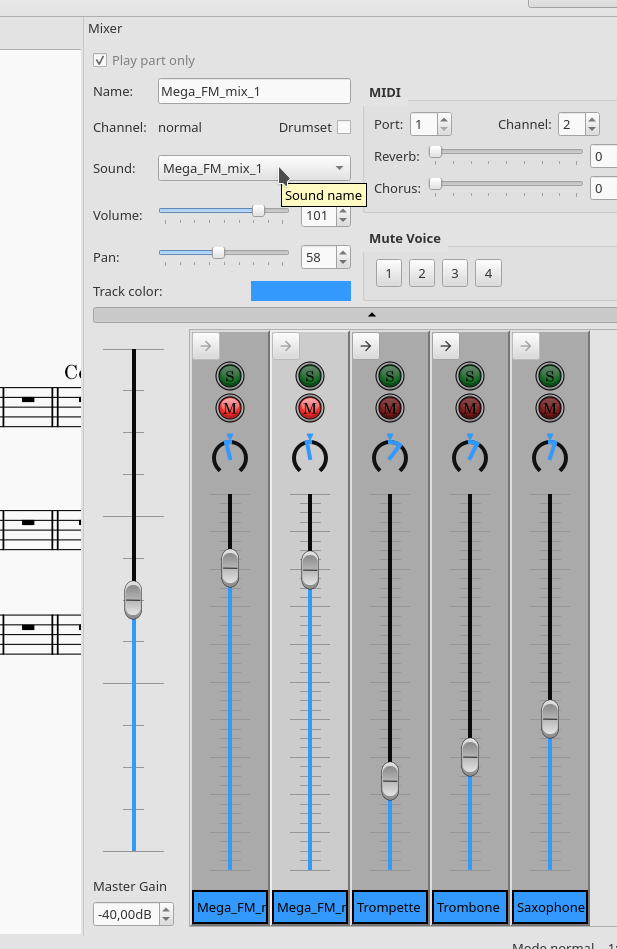 Mixer
Play part only
Name: Mega_FM_mix_1
Channel: normal Drumset
Sound: Mega_FM_mix_1
Sound name
Volume: 101
Pan: 58
Track color:
MIDI
Port: 1 Channel: 2
Reverb: 0
Chorus: 0
Mute Voice
1 2 3 4
S S S S S
M M M M M
Master Gain
-40,00dB
Mega_FM_r Mega_FM_r Trompette Trombone Saxophone
Mode normal